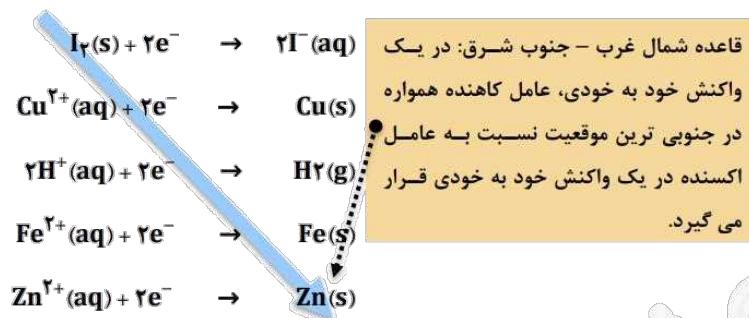 I₂(s) + ۲e⁻ → ۲I⁻(aq)
Cu²⁺(aq) + ۲e⁻ → Cu(s)
۲H⁺(aq) + ۲e⁻ → H۲(g)
Fe²⁺(aq) + ۲e⁻ → Fe(s)
Zn²⁺(aq) + ۲e⁻ → Zn(s)
قاعده شمال غرب – جنوب شرق: در یک
واکنش خود به خودی، عامل کاهنده همواره
در جنوبی ترین موقعیت نسبت به عامل
اکسنده در یک واکنش خود به خودی قرار
می گیرد.